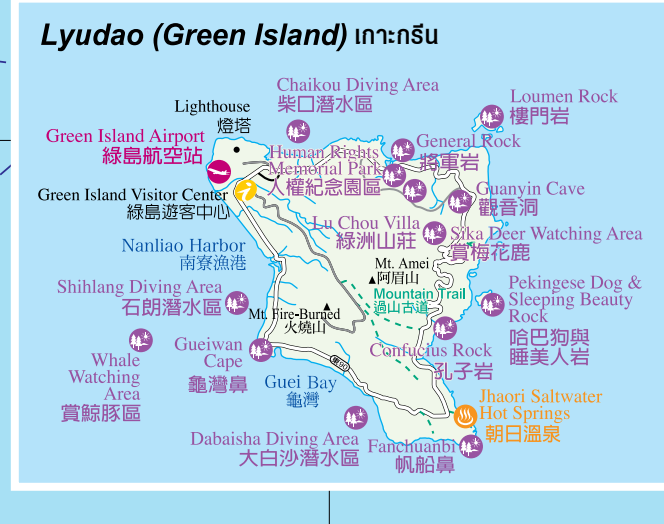 Lyudao (Green Island) เกาะกรีน
Chaikou Diving Area
柴口潛水區
Loumen Rock
樓門岩
Lighthouse
燈塔
Green Island Airport
綠島航空站
General Rock
將軍岩
Human Rights
Memorial Park
人權紀念園區
Green Island Visitor Center
綠島遊客中心
Guanyin Cave
觀音洞
Lu Chou Villa
綠洲山莊
Sika Deer Watching Area
賞梅花鹿
Nanliao Harbor
南寮漁港
Mt. Amei
阿眉山
Shihlang Diving Area
石朗潛水區
Mountain Trail
過山古道
Pekingese Dog &
Sleeping Beauty
Rock
哈巴狗與
睡美人岩
Mt. Fire-Burned
火燒山
Whale
Watching
Area
賞鯨豚區
Gueiwan
Cape
龜灣鼻
Confucius Rock
孔子岩
Guei Bay
龜灣
東90
Jhaori Saltwater
Hot Springs
朝日溫泉
Dabaisha Diving Area
大白沙潛水區
Fanchuanbi
帆船鼻